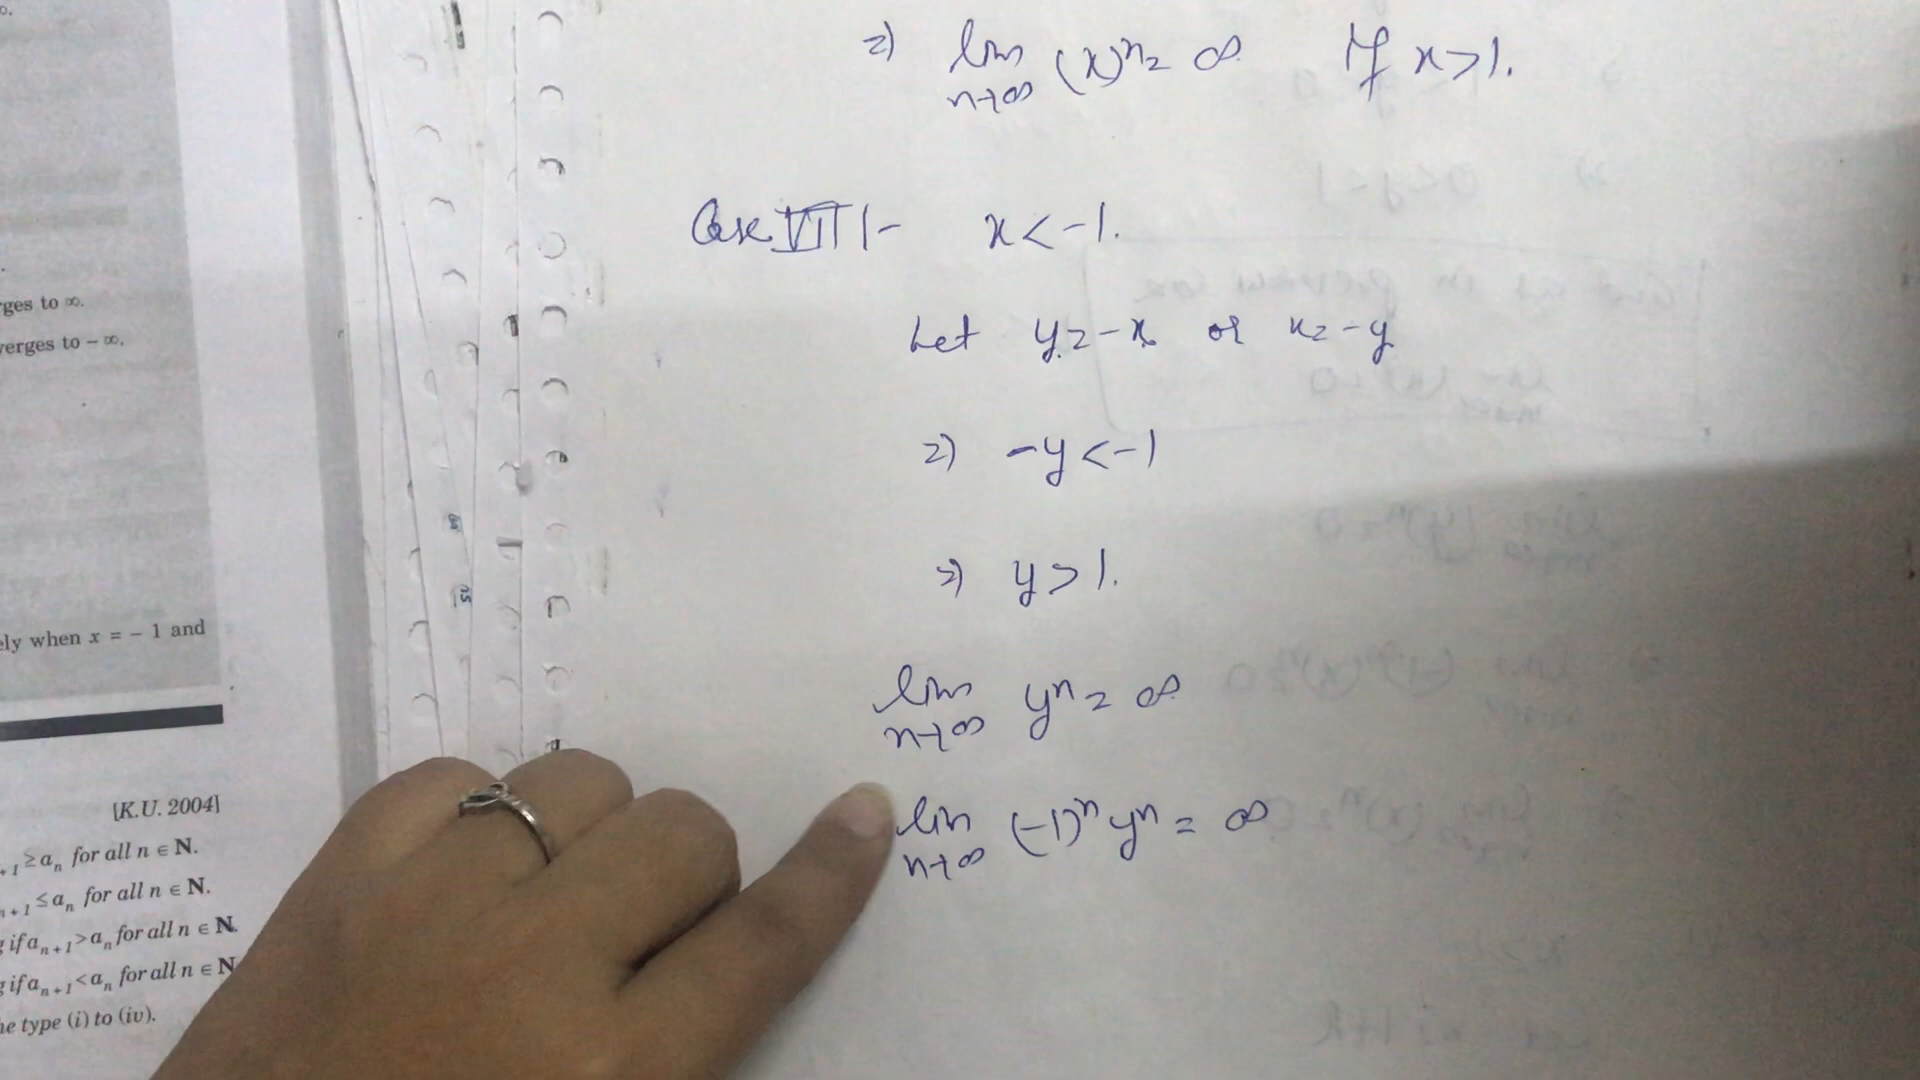 ⇒) lim n→∞ (x)ⁿ = ∞ If x>1.
Case VII :- x < -1.
Let y = -x or x = -y
⇒) -y < -1
⇒) y > 1.
lim n→∞ yⁿ = ∞
lim n→∞ (-1)ⁿ yⁿ = ∞
rges to ∞.
verges to – ∞.
ely when x = – 1 and
[K.U. 2004]
+1 ≥ aₙ for all n ∈ N.
n+1 ≤ aₙ for all n ∈ N.
g if aₙ₊₁ > aₙ for all n ∈ N.
g if aₙ₊₁ < aₙ for all n ∈ N
he type (i) to (iv).